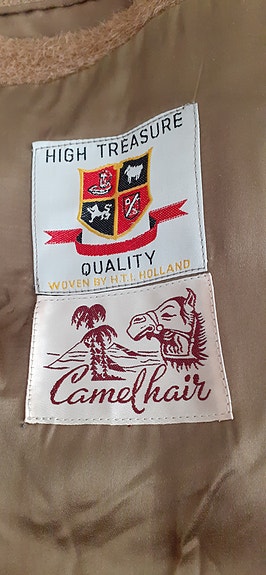 HIGH TREASURE
QUALITY
WOVEN BY H.T.I. HOLLAND
Camelhair